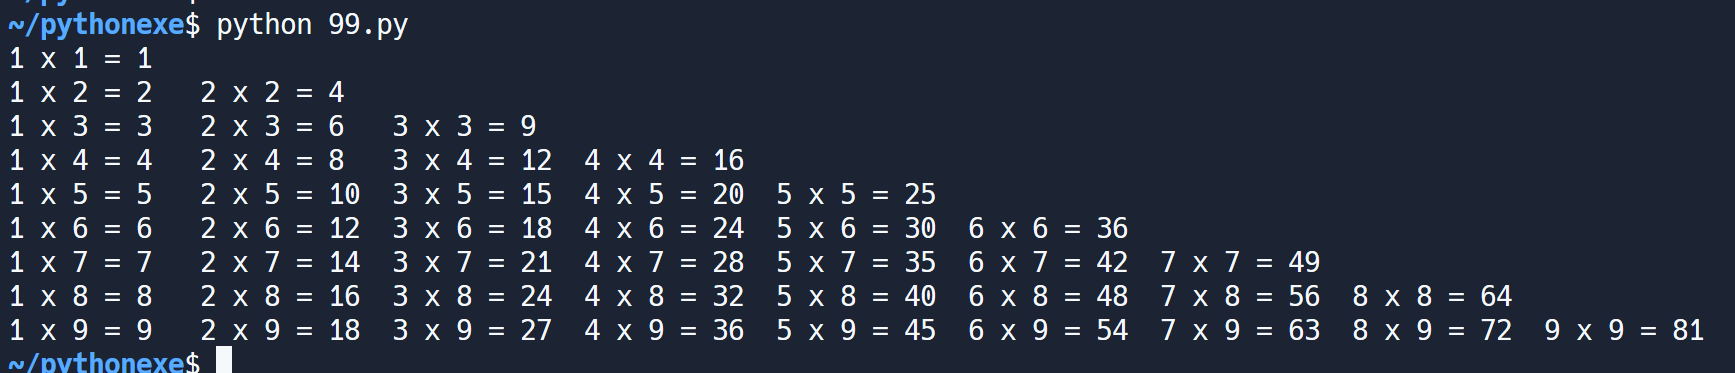 ~/pythonexe$ python 99.py
1 x 1 = 1
1 x 2 = 2   2 x 2 = 4
1 x 3 = 3   2 x 3 = 6   3 x 3 = 9
1 x 4 = 4   2 x 4 = 8   3 x 4 = 12  4 x 4 = 16
1 x 5 = 5   2 x 5 = 10  3 x 5 = 15  4 x 5 = 20  5 x 5 = 25
1 x 6 = 6   2 x 6 = 12  3 x 6 = 18  4 x 6 = 24  5 x 6 = 30  6 x 6 = 36
1 x 7 = 7   2 x 7 = 14  3 x 7 = 21  4 x 7 = 28  5 x 7 = 35  6 x 7 = 42  7 x 7 = 49
1 x 8 = 8   2 x 8 = 16  3 x 8 = 24  4 x 8 = 32  5 x 8 = 40  6 x 8 = 48  7 x 8 = 56  8 x 8 = 64
1 x 9 = 9   2 x 9 = 18  3 x 9 = 27  4 x 9 = 36  5 x 9 = 45  6 x 9 = 54  7 x 9 = 63  8 x 9 = 72  9 x 9 = 81
~/pythonexe$